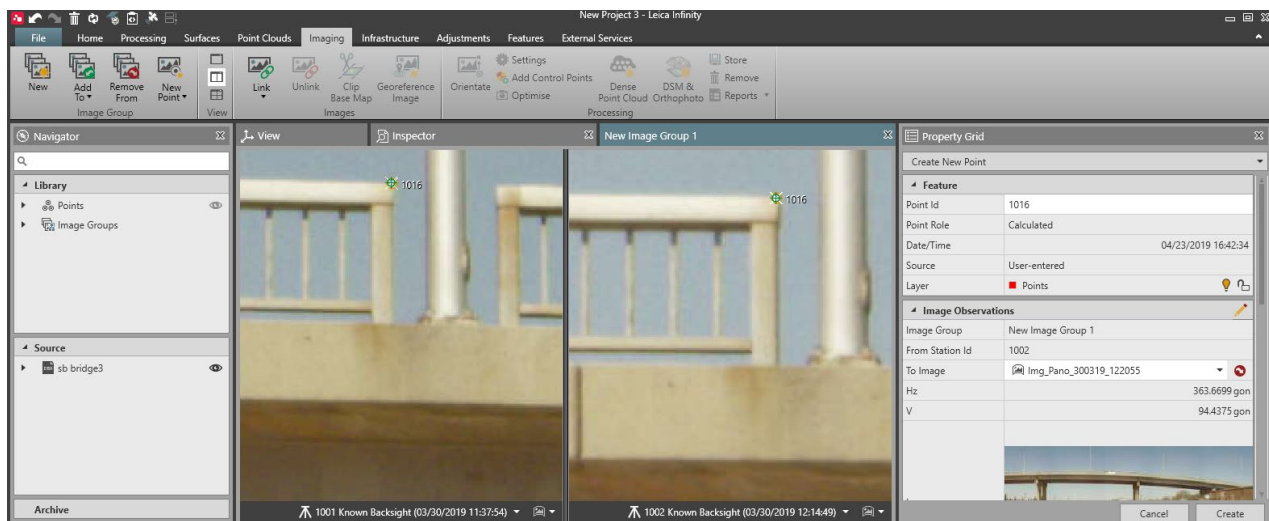 New Project 3 - Leica Infinity
File Home Processing Surfaces Point Clouds Imaging Infrastructure Adjustments Features External Services
New Add To Remove From New Point Link Unlink Clip Base Map Georeference Image Orientate Settings Add Control Points Optimise Dense Point Cloud DSM & Orthophoto Store Remove Reports
Image Group View Images Processing
Navigator View Inspector New Image Group 1 Property Grid
Library
Points
Image Groups
Source
sb bridge3
Archive
1016
1001 Known Backsight (03/30/2019 11:37:54)
1016
1002 Known Backsight (03/30/2019 12:14:49)
Create New Point
Feature
Point Id 1016
Point Role Calculated
Date/Time 04/23/2019 16:42:34
Source User-entered
Layer Points
Image Observations
Image Group New Image Group 1
From Station Id 1002
To Image Img_Pano_300319_122055
Hz 363.6699 gon
V 94.4375 gon
Cancel Create